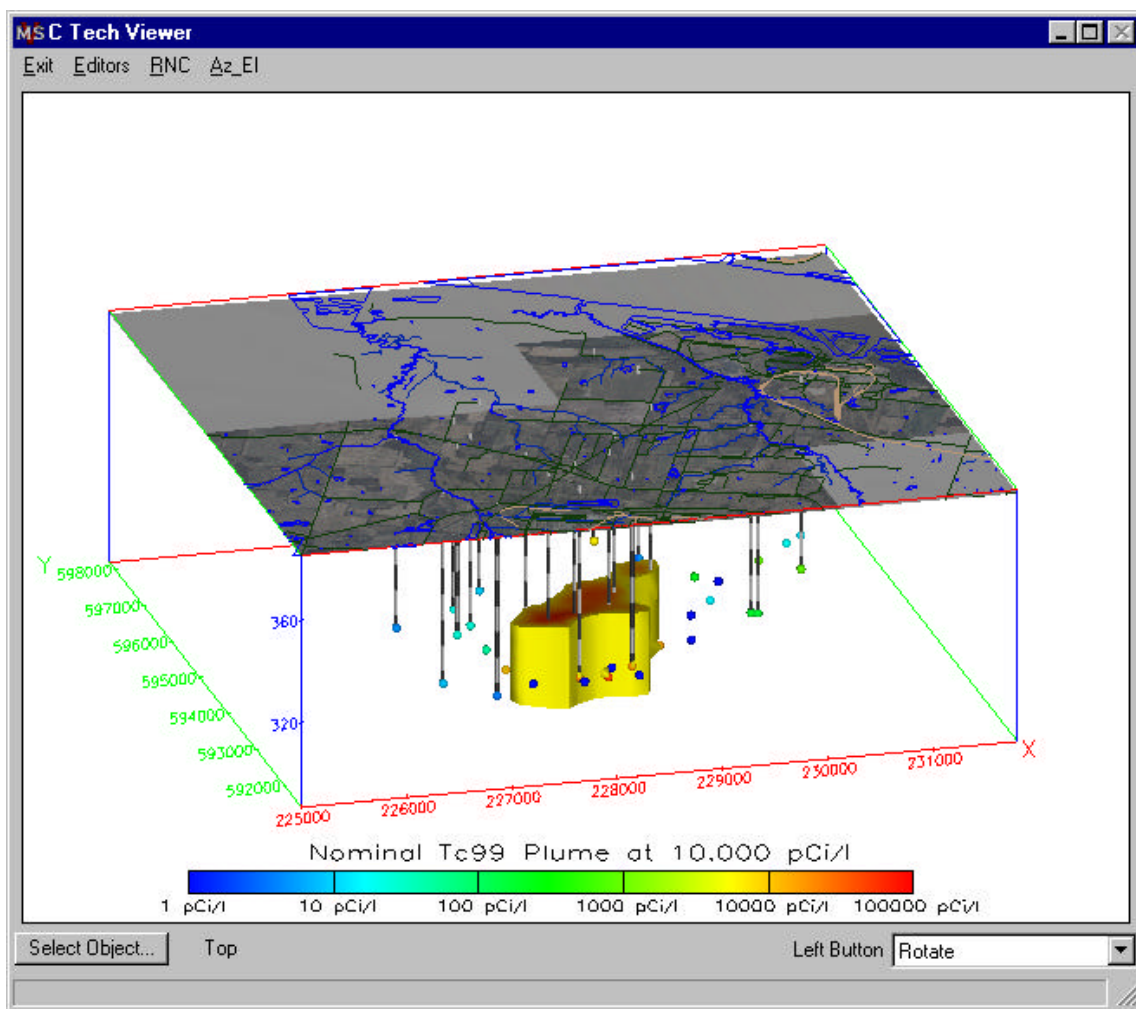 MS C Tech Viewer
Exit Editors RNC Az_El
Y
598000
597000
596000
595000
594000
593000
592000
360
320
225000 226000 227000 228000 229000 230000 231000
X
Nominal Tc99 Plume at 10,000 pCi/l
1 pCi/l 10 pCi/l 100 pCi/l 1000 pCi/l 10000 pCi/l 100000 pCi/l
Select Object... Top Left Button Rotate